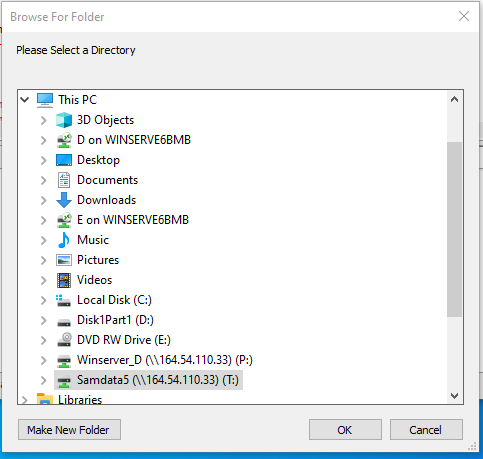 Browse For Folder
Please Select a Directory
This PC
3D Objects
D on WINSERVE6BMB
Desktop
Documents
Downloads
E on WINSERVE6BMB
Music
Pictures
Videos
Local Disk (C:)
Disk1Part1 (D:)
DVD RW Drive (E:)
Winserver_D (\\164.54.110.33) (P:)
Samdata5 (\\164.54.110.33) (T:)
Libraries
Make New Folder
OK
Cancel